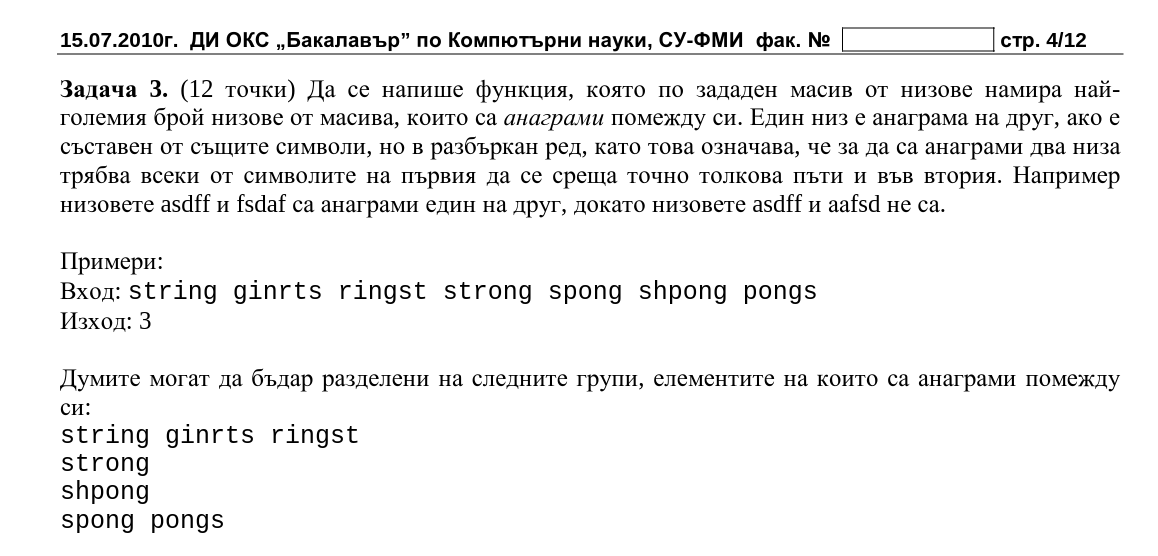 15.07.2010г. ДИ ОКС „Бакалавър” по Компютърни науки, СУ-ФМИ фак. № стр. 4/12
Задача 3. (12 точки) Да се напише функция, която по зададен масив от низове намира най-
големия брой низове от масива, които са анаграми помежду си. Един низ е анаграма на друг, ако е
съставен от същите символи, но в разбъркан ред, като това означава, че за да са анаграми два низа
трябва всеки от символите на първия да се среща точно толкова пъти и във втория. Например
низовете asdff и fsdaf са анаграми един на друг, докато низовете asdff и aafsd не са.
Примери:
Вход: string ginrts ringst strong spong shpong pongs
Изход: 3
Думите могат да бъдар разделени на следните групи, елементите на които са анаграми помежду
си:
string ginrts ringst
strong
shpong
spong pongs